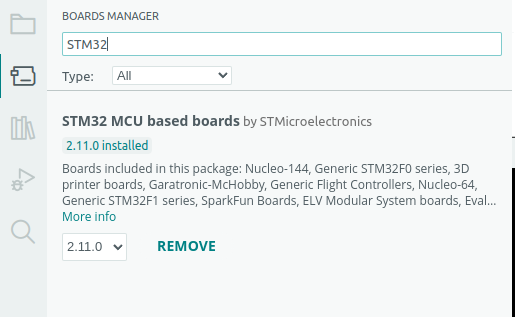 BOARDS MANAGER
STM32
Type: All
STM32 MCU based boards by STMicroelectronics
2.11.0 installed
Boards included in this package: Nucleo-144, Generic STM32F0 series, 3D
printer boards, Garatronic-McHobby, Generic Flight Controllers, Nucleo-64,
Generic STM32F1 series, SparkFun Boards, ELV Modular System boards, Eval...
More info
2.11.0 REMOVE